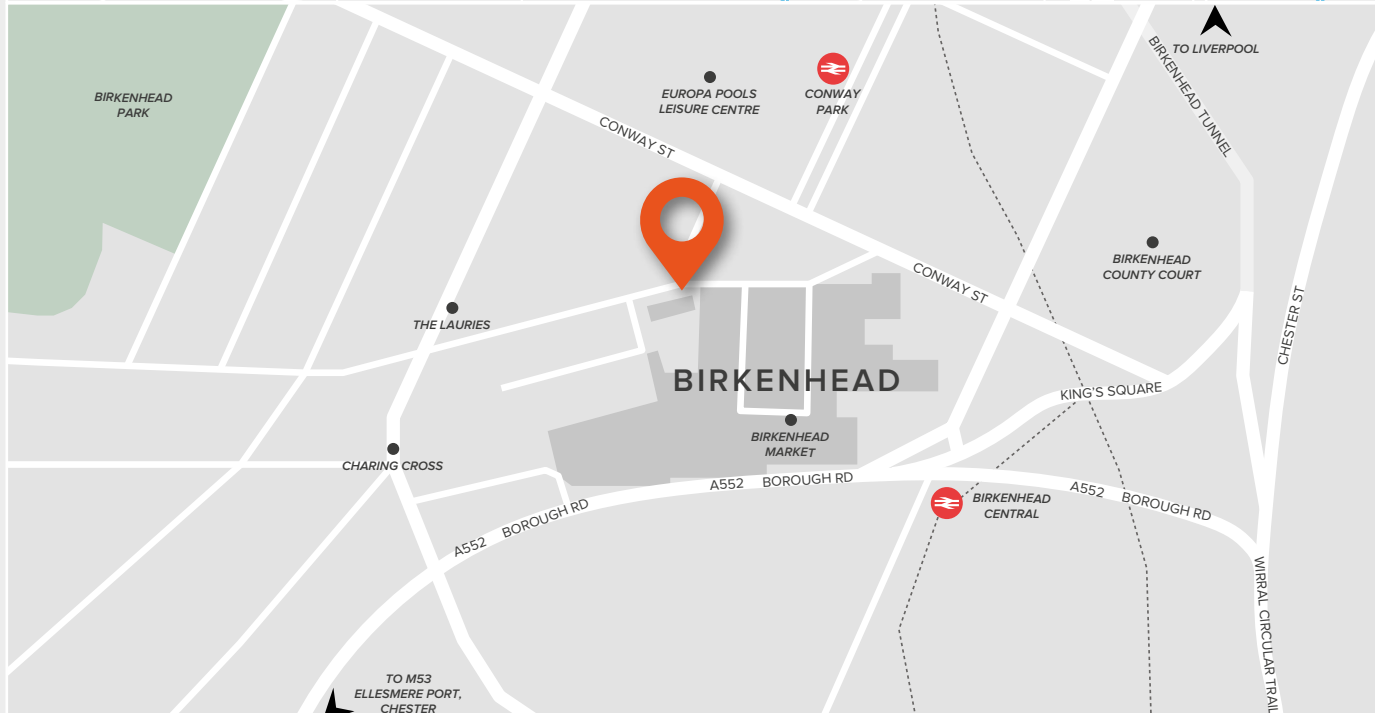 TO LIVERPOOL
BIRKENHEAD TUNNEL
BIRKENHEAD
PARK
EUROPA POOLS
LEISURE CENTRE
CONWAY
PARK
CONWAY ST
BIRKENHEAD
COUNTY COURT
CONWAY ST
CHESTER ST
THE LAURIES
BIRKENHEAD
KING'S SQUARE
BIRKENHEAD
MARKET
CHARING CROSS
A552 BOROUGH RD
A552 BOROUGH RD
BIRKENHEAD
CENTRAL
A552 BOROUGH RD
WIRRAL CIRCULAR TRAIL
TO M53
ELLESMERE PORT,
CHESTER